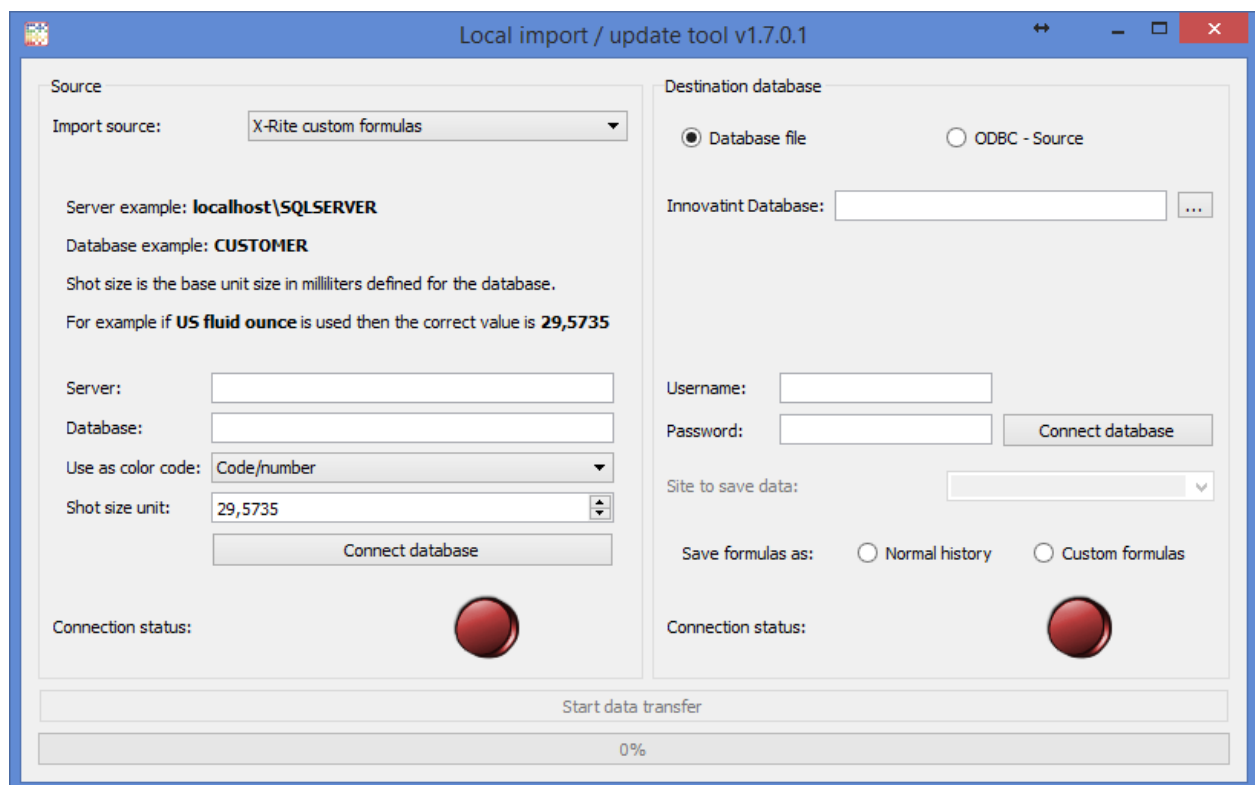 Local import / update tool v1.7.0.1
Source
Import source: X-Rite custom formulas
Server example: localhost\SQLSERVER
Database example: CUSTOMER
Shot size is the base unit size in milliliters defined for the database.
For example if US fluid ounce is used then the correct value is 29,5735
Server:
Database:
Use as color code: Code/number
Shot size unit: 29,5735
Connect database
Connection status:
Destination database
Database file ODBC - Source
Innovatint Database: ...
Username:
Password: Connect database
Site to save data:
Save formulas as: Normal history Custom formulas
Connection status:
Start data transfer
0%